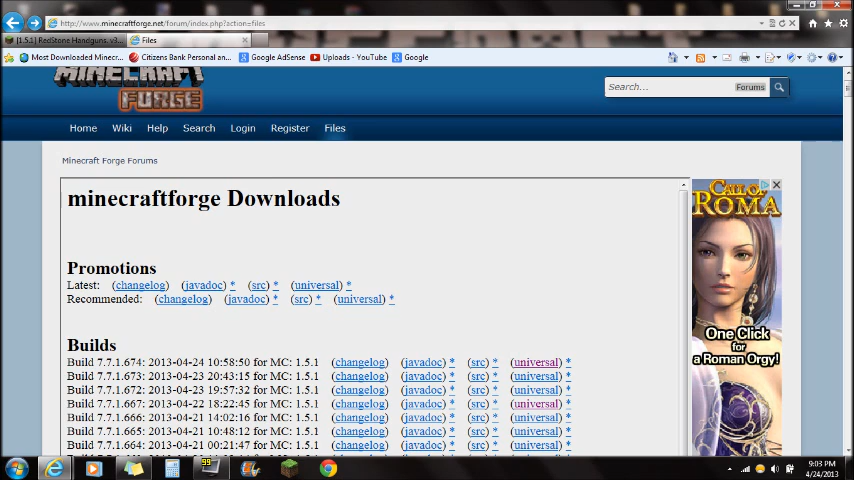 http://www.minecraftforge.net/forum/index.php?action=files
[1.5.1] RedStone Handguns. v3...
Files
Most Downloaded Minecr...
Citizens Bank Personal an...
Google AdSense
Uploads - YouTube
Google
MINECRAFT
FORGE
Search...
Forums
Home Wiki Help Search Login Register Files
Minecraft Forge Forums
minecraftforge Downloads
Promotions
Latest: (changelog) (javadoc) * (src) * (universal) *
Recommended: (changelog) (javadoc) * (src) * (universal) *
Builds
Build 7.7.1.674: 2013-04-24 10:58:50 for MC: 1.5.1 (changelog) (javadoc) * (src) * (universal) *
Build 7.7.1.673: 2013-04-23 20:43:15 for MC: 1.5.1 (changelog) (javadoc) * (src) * (universal) *
Build 7.7.1.672: 2013-04-23 19:57:32 for MC: 1.5.1 (changelog) (javadoc) * (src) * (universal) *
Build 7.7.1.667: 2013-04-22 18:22:45 for MC: 1.5.1 (changelog) (javadoc) * (src) * (universal) *
Build 7.7.1.666: 2013-04-21 14:02:16 for MC: 1.5.1 (changelog) (javadoc) * (src) * (universal) *
Build 7.7.1.665: 2013-04-21 10:48:12 for MC: 1.5.1 (changelog) (javadoc) * (src) * (universal) *
Build 7.7.1.664: 2013-04-21 00:21:47 for MC: 1.5.1 (changelog) (javadoc) * (src) * (universal) *
CALL OF
ROMA
One Click
for
a Roman Orgy!
99
9:03 PM
4/24/2013